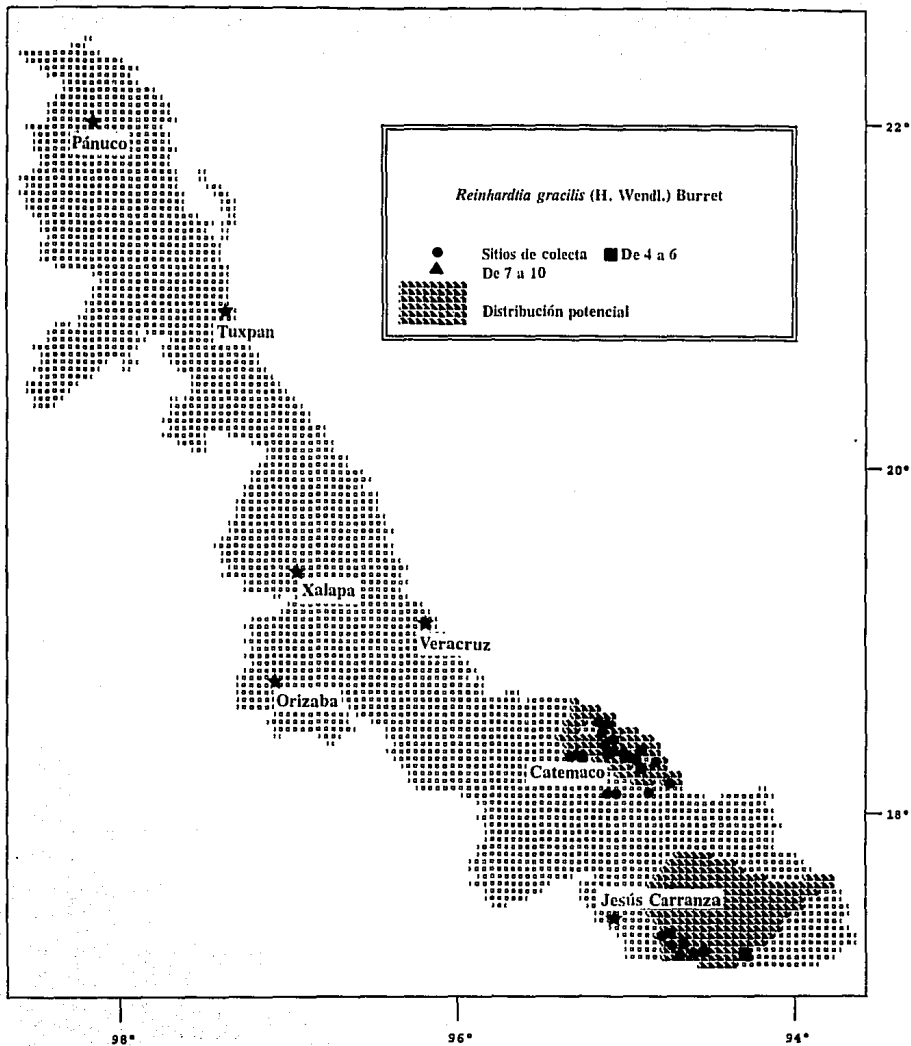 Pánuco
22°
Reinhardtia gracilis (H. Wendl.) Burret
Sitios de colecta De 4 a 6
De 7 a 10
Distribución potencial
Tuxpan
20°
Xalapa
Veracruz
Orizaba
Catemaco
18°
Jesús Carranza
98° 96° 94°